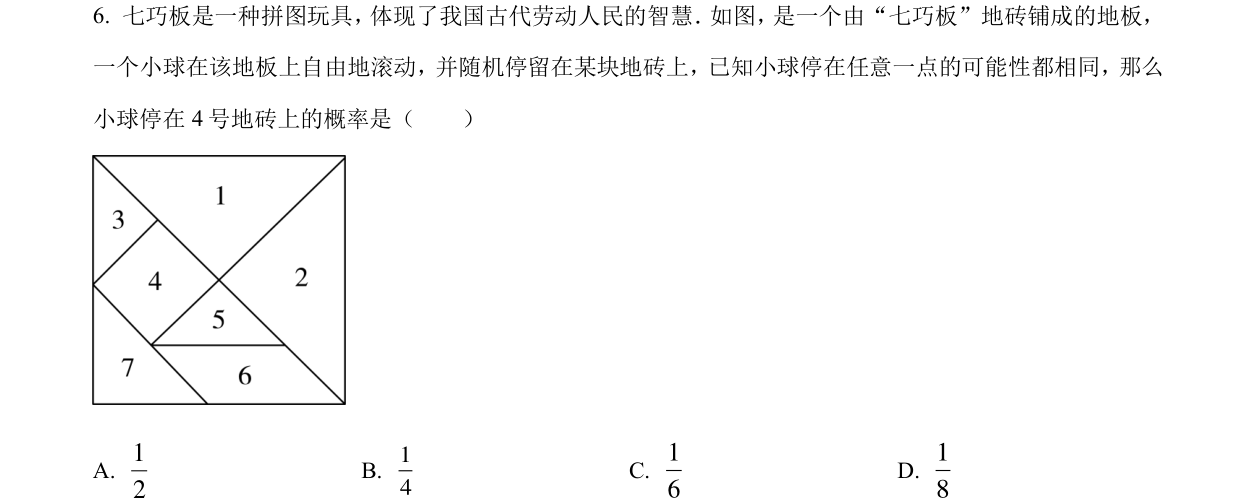 6. 七巧板是一种拼图玩具，体现了我国古代劳动人民的智慧．如图，是一个由“七巧板”地砖铺成的地板，
一个小球在该地板上自由地滚动，并随机停留在某块地砖上，已知小球停在任意一点的可能性都相同，那么
小球停在 4 号地砖上的概率是（　　）
1
3
4
2
5
7
6
A. 1/2 B. 1/4 C. 1/6 D. 1/8